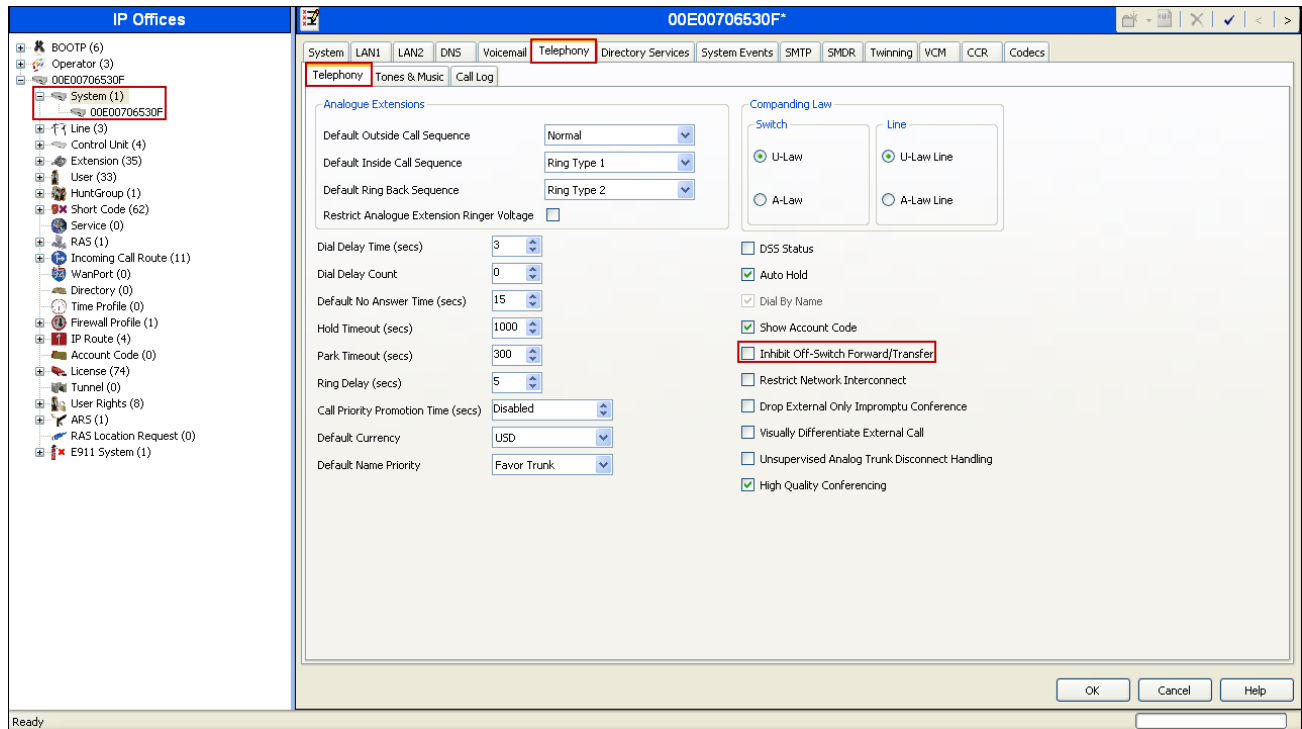 IP Offices
BOOTP (6)
Operator (3)
00E00706530F
System (1)
00E00706530F
Line (3)
Control Unit (4)
Extension (35)
User (33)
HuntGroup (1)
Short Code (62)
Service (0)
RAS (1)
Incoming Call Route (11)
WanPort (0)
Directory (0)
Time Profile (0)
Firewall Profile (1)
IP Route (4)
Account Code (0)
License (74)
Tunnel (0)
User Rights (8)
ARS (1)
RAS Location Request (0)
E911 System (1)
00E00706530F*
System LAN1 LAN2 DNS Voicemail Telephony Directory Services System Events SMTP SMDR Twinning VCM CCR Codecs
Telephony Tones & Music Call Log
Analogue Extensions
Default Outside Call Sequence Normal
Default Inside Call Sequence Ring Type 1
Default Ring Back Sequence Ring Type 2
Restrict Analogue Extension Ringer Voltage
Dial Delay Time (secs) 3
Dial Delay Count 0
Default No Answer Time (secs) 15
Hold Timeout (secs) 1000
Park Timeout (secs) 300
Ring Delay (secs) 5
Call Priority Promotion Time (secs) Disabled
Default Currency USD
Default Name Priority Favor Trunk
Companding Law
Switch Line
U-Law U-Law Line
A-Law A-Law Line
DSS Status
Auto Hold
Dial By Name
Show Account Code
Inhibit Off-Switch Forward/Transfer
Restrict Network Interconnect
Drop External Only Impromptu Conference
Visually Differentiate External Call
Unsupervised Analog Trunk Disconnect Handling
High Quality Conferencing
OK Cancel Help
Ready